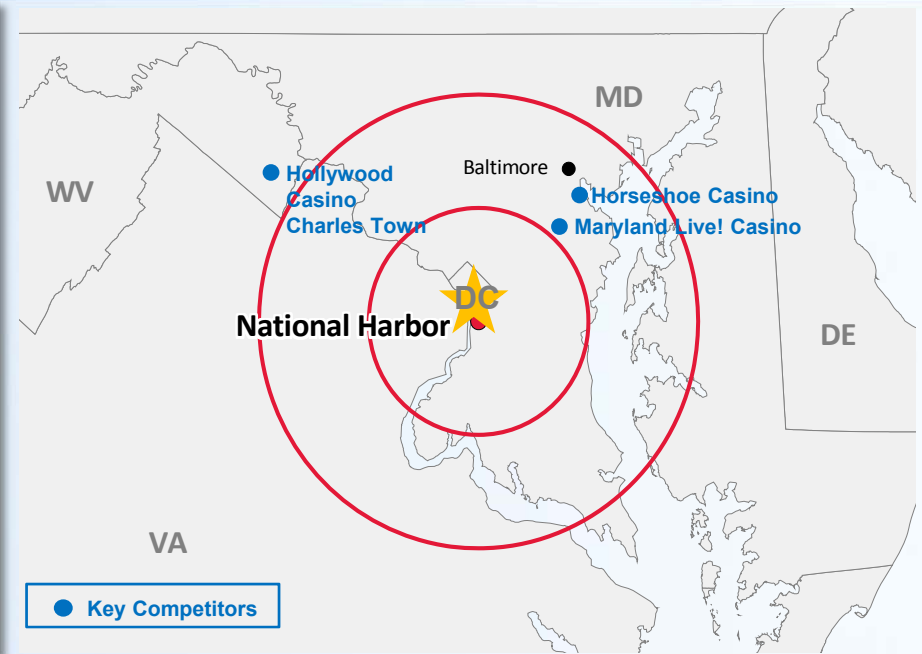 MD
Baltimore
Hollywood
Casino
Charles Town
WV
Horseshoe Casino
Maryland Live! Casino
DC
National Harbor
DE
VA
Key Competitors